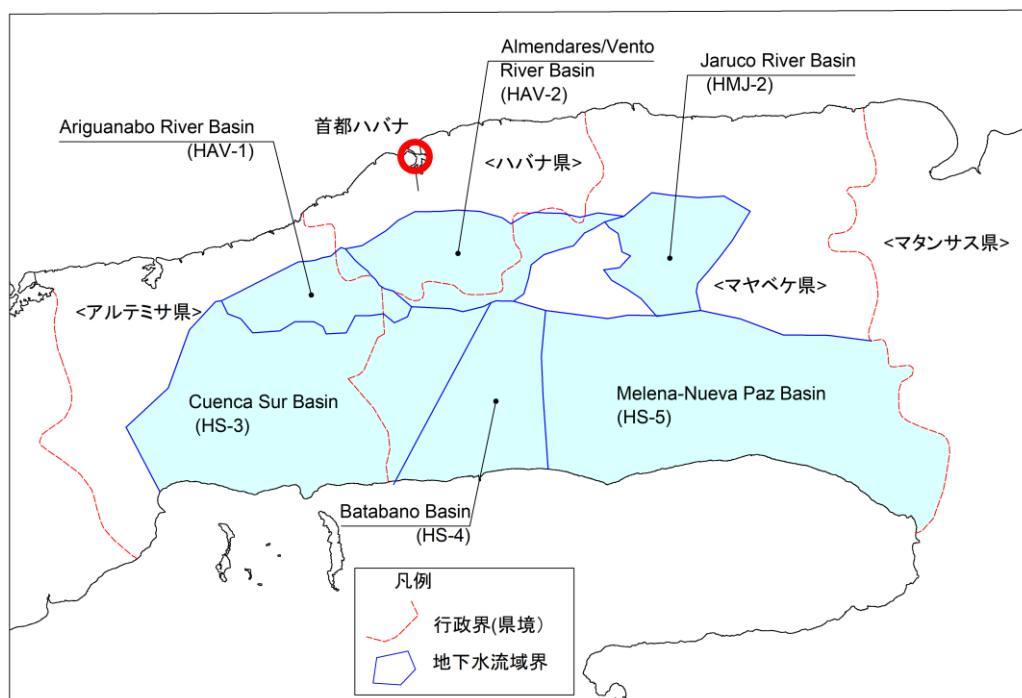 Almendares/Vento
River Basin
(HAV-2)
Jaruco River Basin
(HMJ-2)
Ariguanabo River Basin
(HAV-1)
首都ハバナ
<ハバナ県>
<マタンサス県>
<アルテミサ県>
<マヤベケ県>
Cuenca Sur Basin
(HS-3)
Melena-Nueva Paz Basin
(HS-5)
Batabano Basin
(HS-4)
凡例
行政界(県境）
地下水流域界